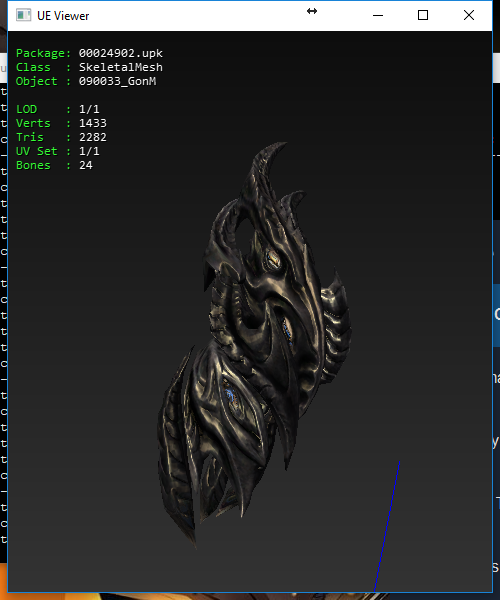 UE Viewer
Package: 00024902.upk
Class : SkeletalMesh
Object : 090033_GonM
LOD : 1/1
Verts : 1433
Tris : 2282
UV Set : 1/1
Bones : 24